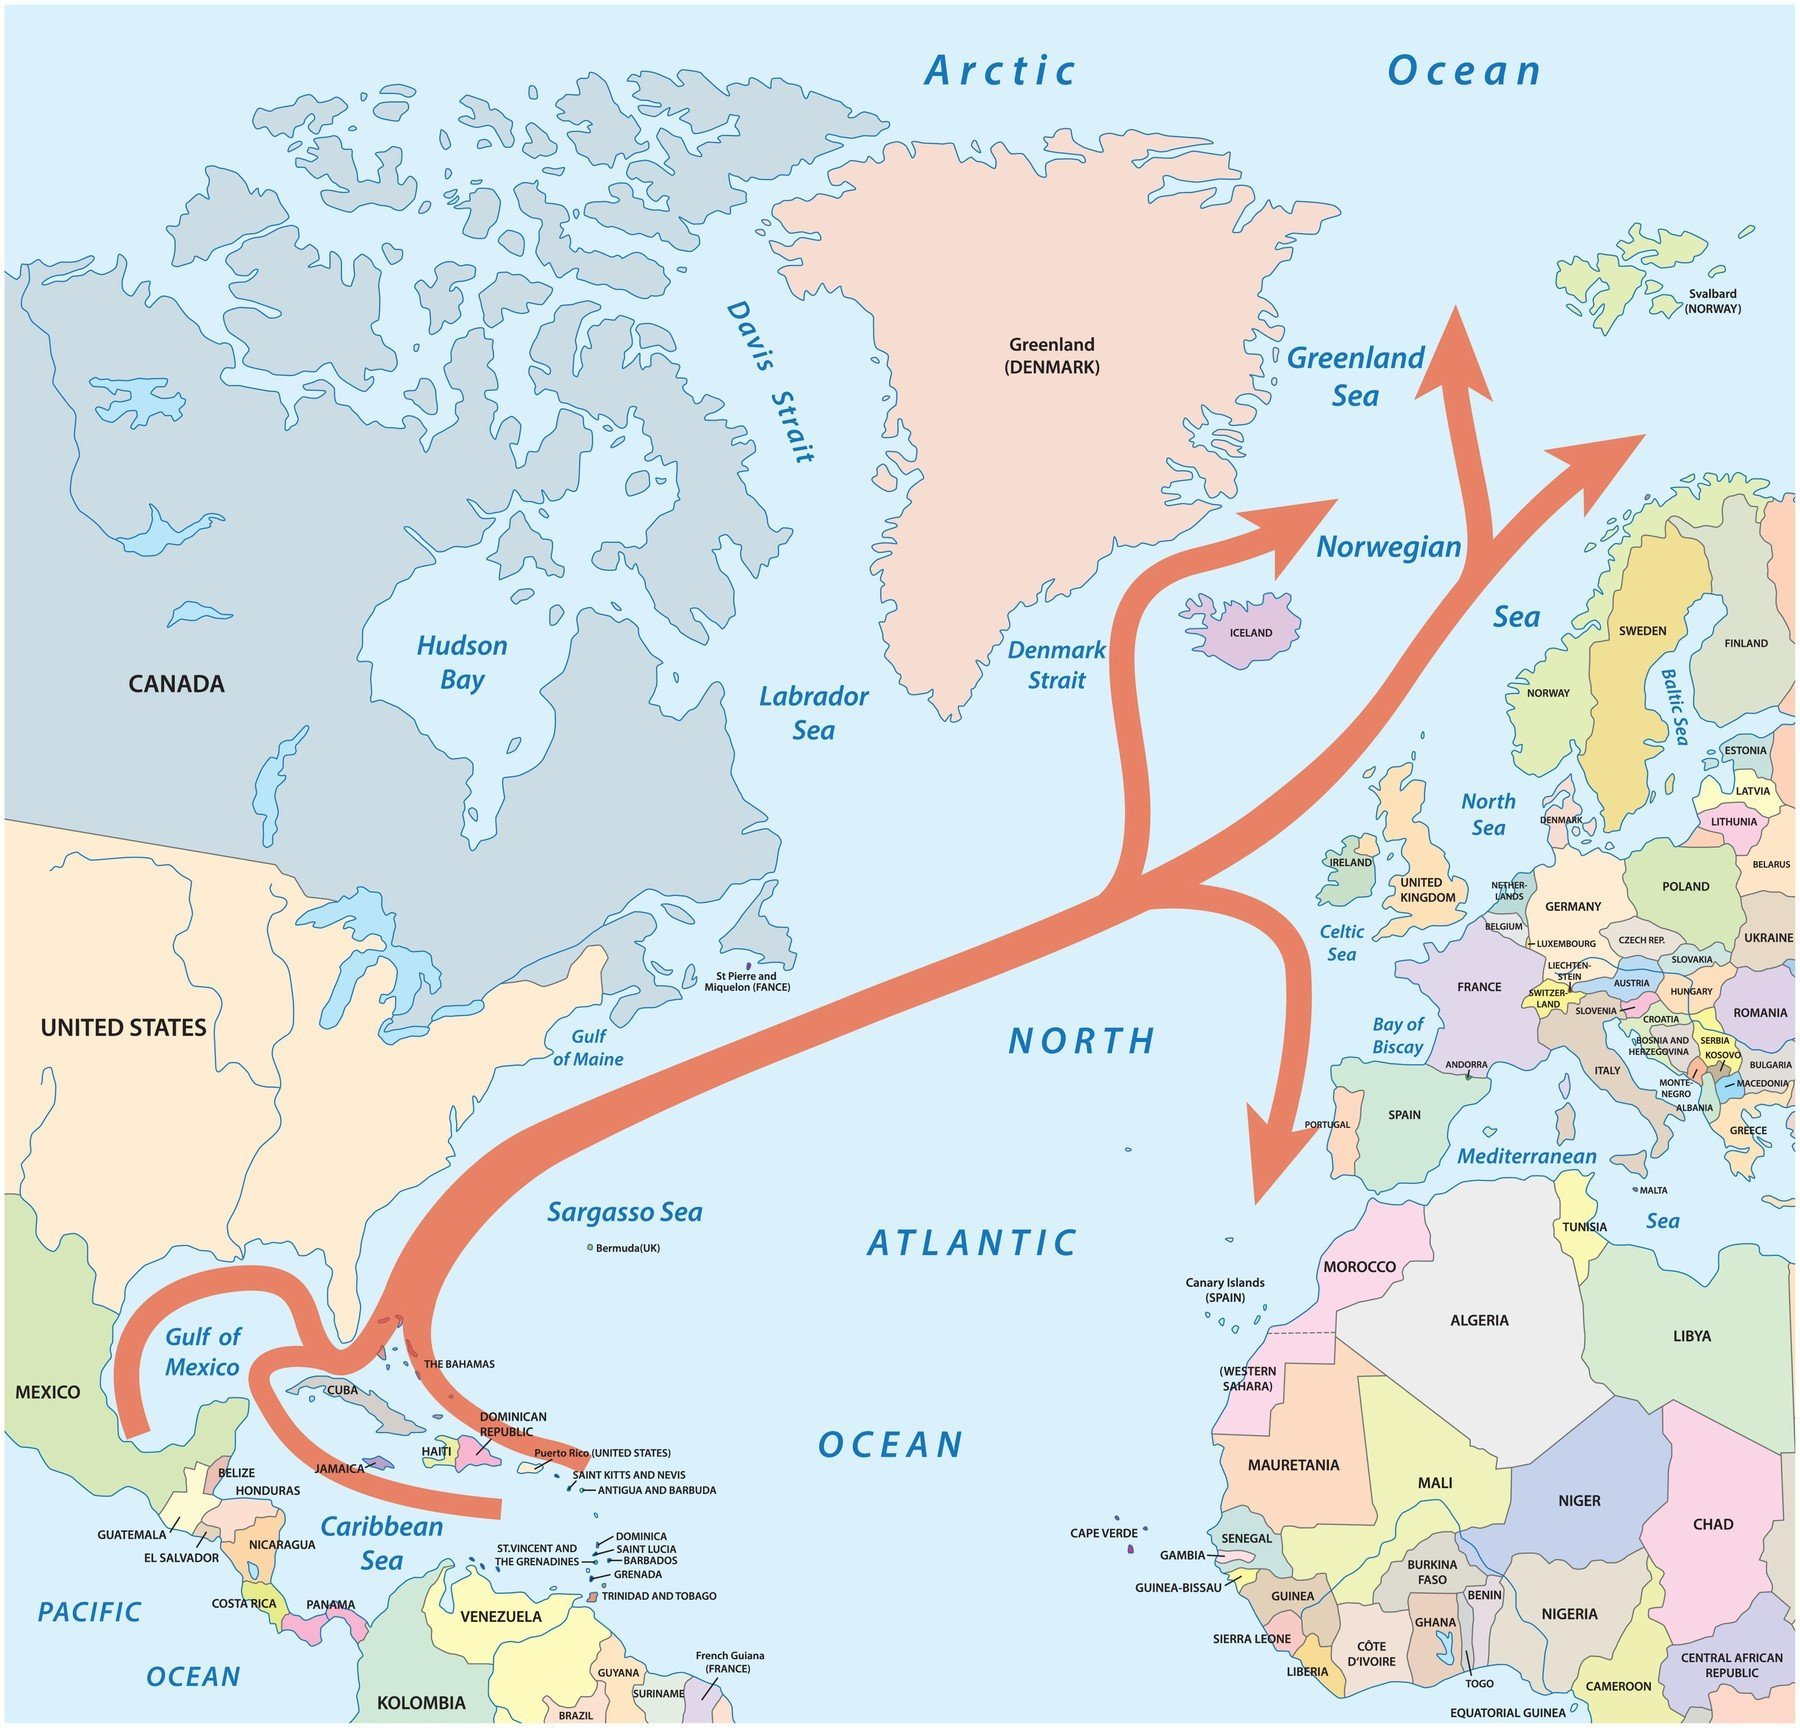 Arctic Ocean
Svalbard
(NORWAY)
Davis Strait
Greenland
(DENMARK)
Greenland
Sea
Norwegian
Sea
ICELAND
Denmark
Strait
Hudson
Bay
CANADA
Labrador
Sea
SWEDEN
FINLAND
NORWAY
Baltic Sea
ESTONIA
LATVIA
LITHUNIA
North
Sea
DENMARK
BELARUS
IRELAND
UNITED
KINGDOM
NETHER-
LANDS
GERMANY
POLAND
BELGIUM
LUXEMBOURG
CZECH REP.
UKRAINE
Celtic
Sea
SLOVAKIA
LIECHTEN-
STEIN
AUSTRIA
HUNGARY
SWITZER-
LAND
SLOVENIA
CROATIA
ROMANIA
FRANCE
St Pierre and
Miquelon (FANCE)
UNITED STATES
Gulf
of Maine
NORTH
Bay of
Biscay
BOSNIA AND
HERZEGOVINA
SERBIA
KOSOVO
BULGARIA
ANDORRA
ITALY
MONTE-
NEGRO
MACEDONIA
ALBANIA
GREECE
PORTUGAL
SPAIN
Mediterranean
Sea
MALTA
TUNISIA
Sargasso Sea
Bermuda(UK)
ATLANTIC
MOROCCO
Canary Islands
(SPAIN)
ALGERIA
LIBYA
Gulf of
Mexico
THE BAHAMAS
MEXICO
CUBA
(WESTERN
SAHARA)
DOMINICAN
REPUBLIC
HAITI
Puerto Rico (UNITED STATES)
JAMAICA
SAINT KITTS AND NEVIS
ANTIGUA AND BARBUDA
OCEAN
MAURETANIA
MALI
NIGER
CHAD
BELIZE
HONDURAS
GUATEMALA
EL SALVADOR
NICARAGUA
Caribbean
Sea
DOMINICA
SAINT LUCIA
ST.VINCENT AND
THE GRENADINES
BARBADOS
GRENADA
TRINIDAD AND TOBAGO
CAPE VERDE
SENEGAL
GAMBIA
GUINEA-BISSAU
GUINEA
BURKINA
FASO
BENIN
NIGERIA
GHANA
SIERRA LEONE
CÔTE
D'IVOIRE
LIBERIA
TOGO
CAMEROON
CENTRAL AFRICAN
REPUBLIC
EQUATORIAL GUINEA
PACIFIC
OCEAN
COSTA RICA
PANAMA
VENEZUELA
KOLOMBIA
GUYANA
SURINAME
French Guiana
(FRANCE)
BRAZIL